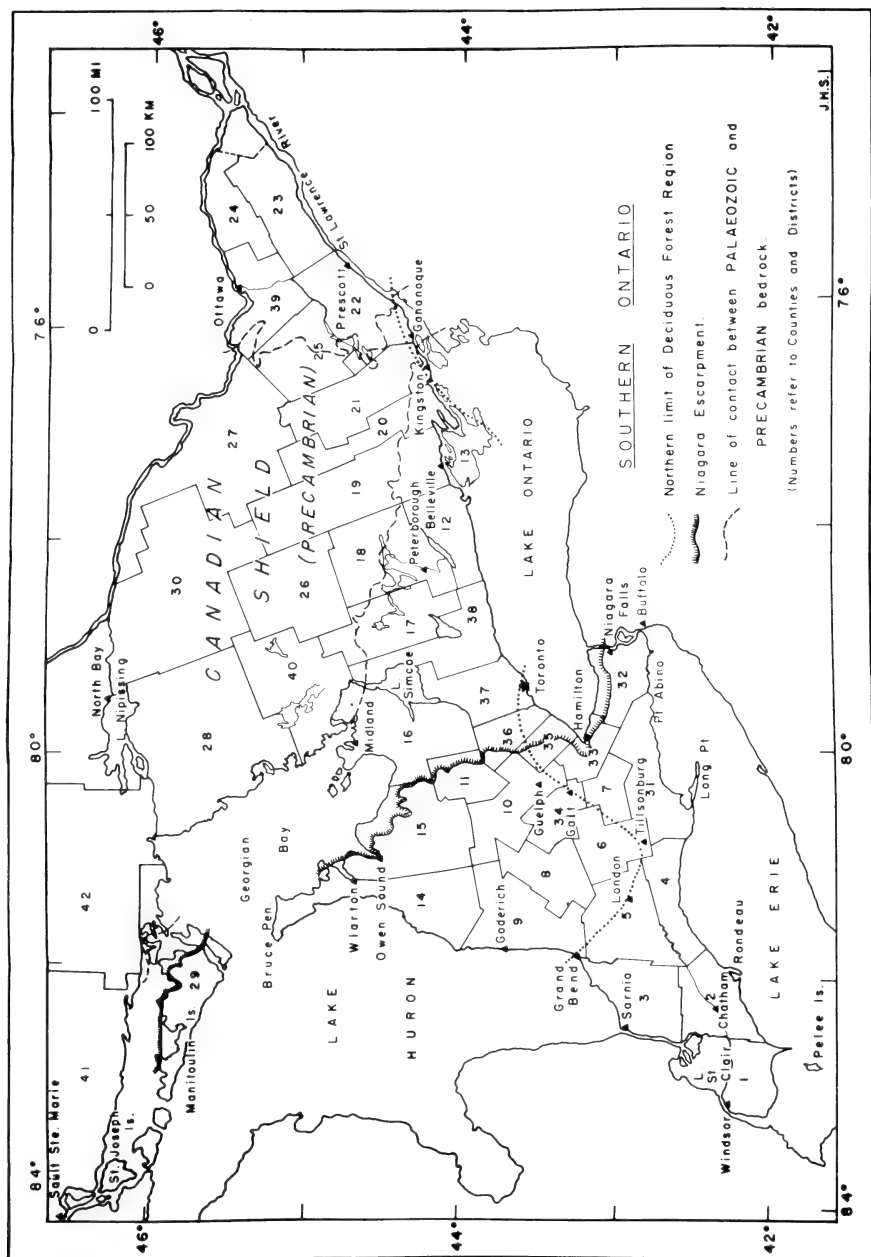 84°
80°
76°
46°
44°
42°
46°
44°
42°
84°
80°
76°
0 50 100 KM
0 100 MI
Sault Ste. Marie
St. Joseph
Is.
41
42
Manitoulin Is.
29
North Bay
L. Nipissing
28
30
CANADIAN
SHIELD
(PRECAMBRIAN)
27
26
40
Ottawa
24
23
39
25
Prescott
22
St. Lawrence River
Gananoque
Kingston
21
20
19
18
17
Peterborough
Belleville
12
13
38
37
L. Simcoe
Midland
16
Georgian
Bay
Bruce Pen.
Wiarton
Owen Sound
15
14
11
10
36
35
Toronto
LAKE ONTARIO
LAKE
HURON
Goderich
9
8
Guelph
34
Galt
Hamilton
33
Niagara
Falls
Buffalo
32
Pt. Abino
7
6
31
Tillsonburg
Long Pt.
London
5
4
Grand
Bend
Sarnia
3
2
Chatham
Rondeau
LAKE ERIE
L.
St
Clair
1
Windsor
Pelee Is.
SOUTHERN ONTARIO
Northern limit of Deciduous Forest Region
Niagara Escarpment.
Line of contact between PALAEOZOIC and
PRECAMBRIAN bedrock.
(Numbers refer to Counties and Districts)
J.H.S.